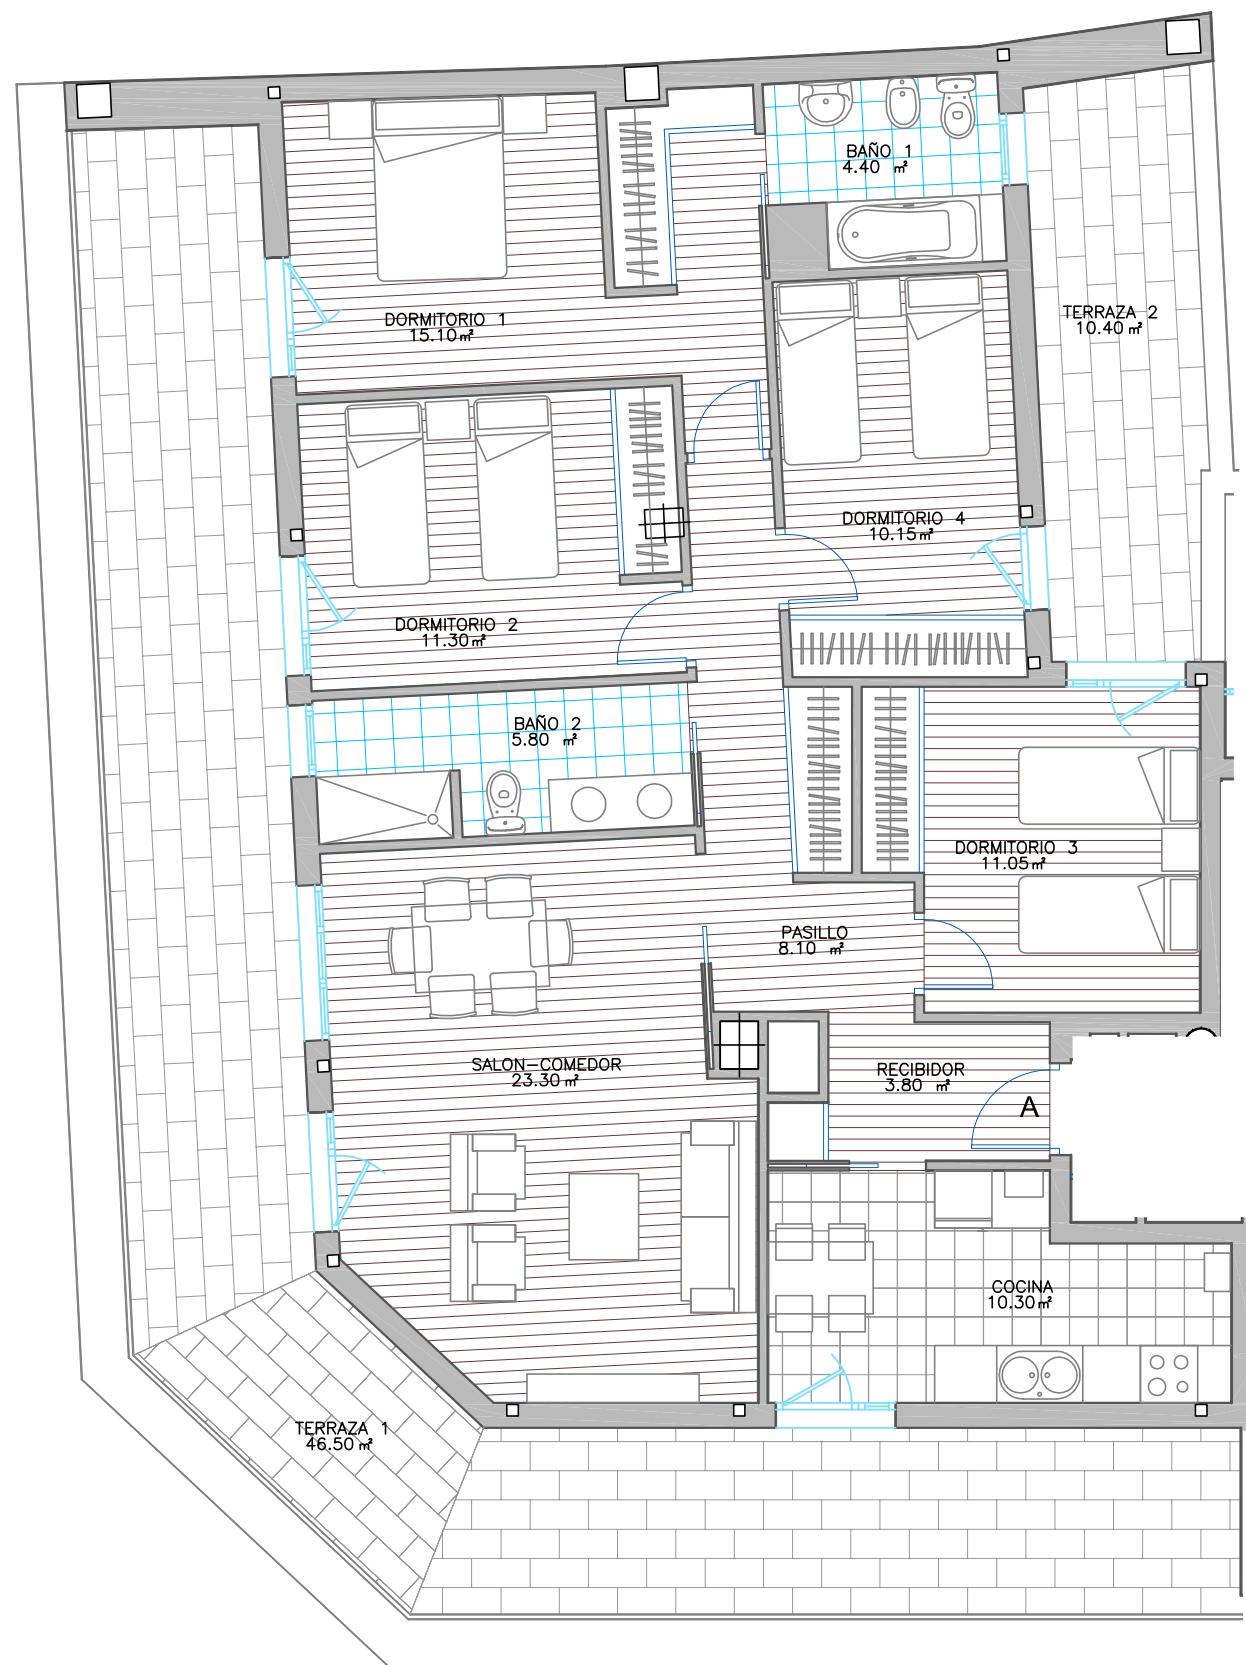 BAÑO 1
4.40 m²
DORMITORIO 1
15.10 m²
TERRAZA 2
10.40 m²
DORMITORIO 4
10.15 m²
DORMITORIO 2
11.30 m²
BAÑO 2
5.80 m²
DORMITORIO 3
11.05 m²
PASILLO
8.10 m²
SALON-COMEDOR
23.30 m²
RECIBIDOR
3.80 m²
A
COCINA
10.30 m²
TERRAZA 1
46.50 m²